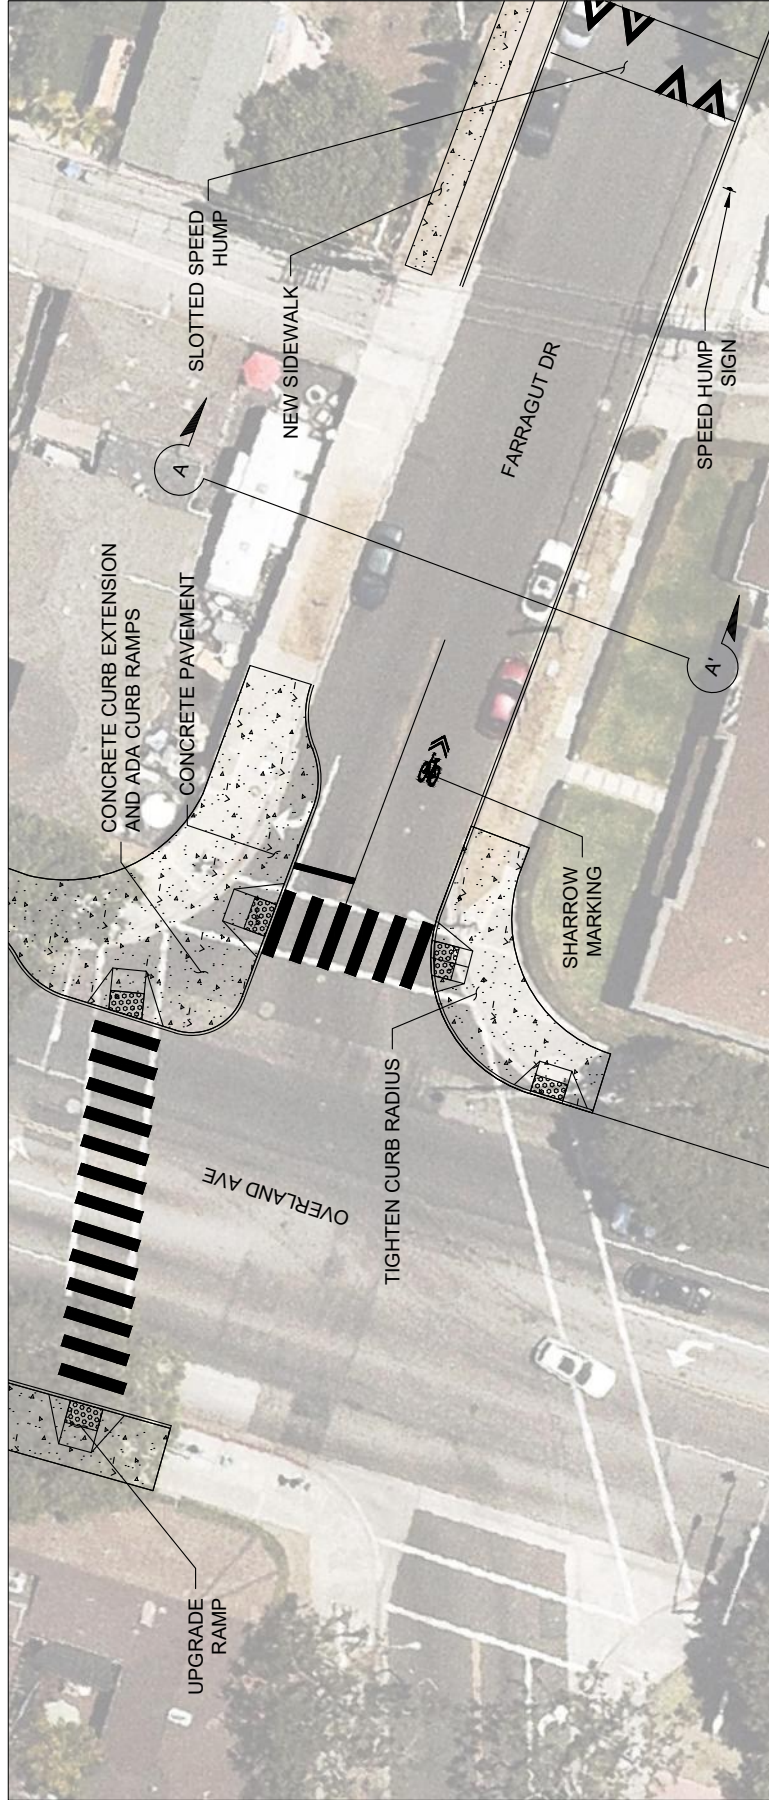 SLOTTED SPEED
HUMP
NEW SIDEWALK
A
FARRAGUT DR
SPEED HUMP
SIGN
CONCRETE CURB EXTENSION
AND ADA CURB RAMPS
CONCRETE PAVEMENT
A'
SHARROW
MARKING
TIGHTEN CURB RADIUS
OVERLAND AVE
UPGRADE
RAMP